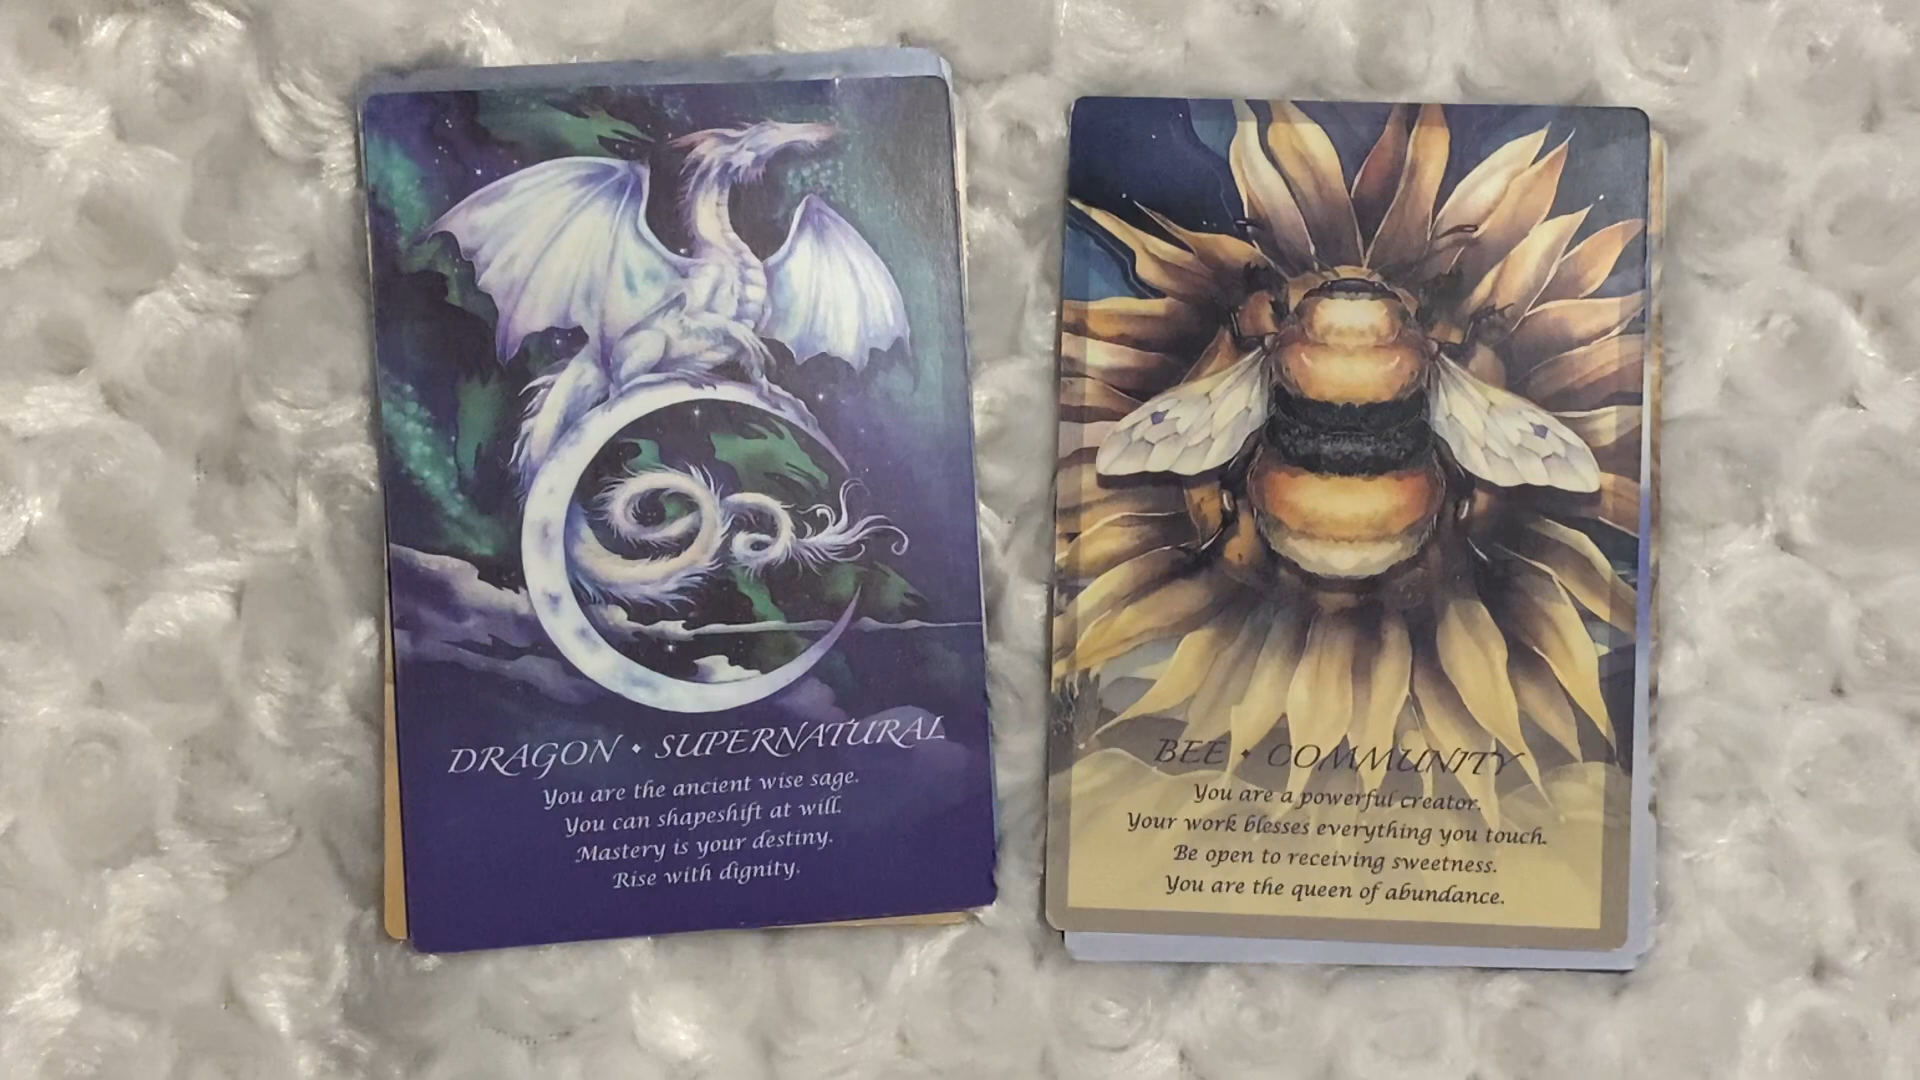 DRAGON • SUPERNATURAL
You are the ancient wise sage.
You can shapeshift at will.
Mastery is your destiny.
Rise with dignity.
BEE • COMMUNITY
You are a powerful creator.
Your work blesses everything you touch.
Be open to receiving sweetness.
You are the queen of abundance.